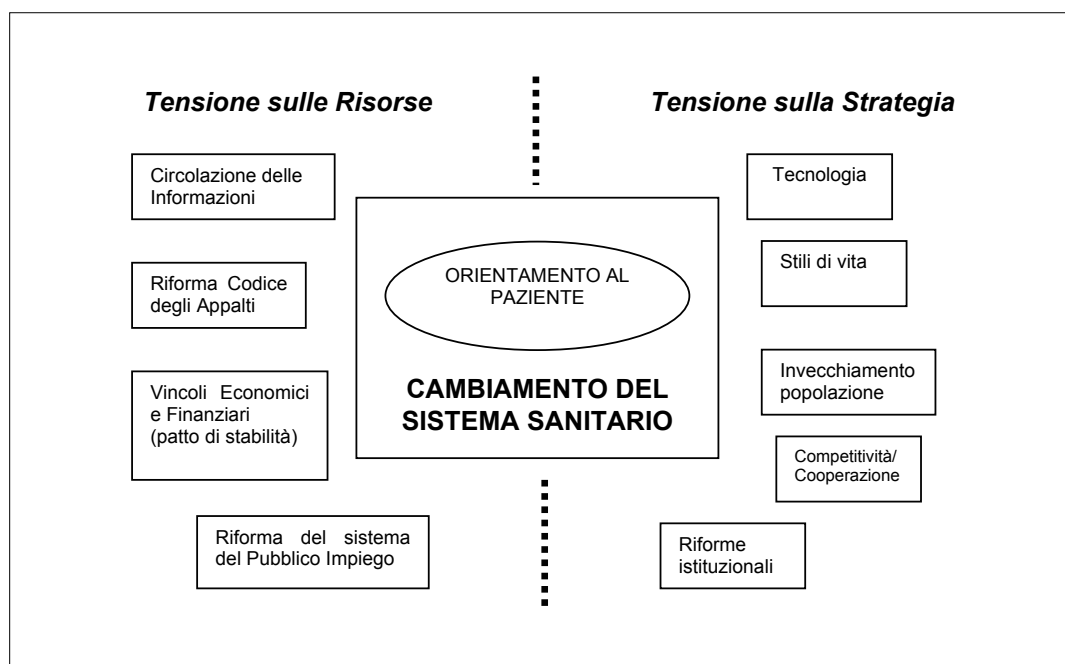 Tensione sulle Risorse
Tensione sulla Strategia
Circolazione delle
Informazioni
Riforma Codice
degli Appalti
Vincoli Economici
e Finanziari
(patto di stabilità)
Riforma del sistema
del Pubblico Impiego
ORIENTAMENTO AL
PAZIENTE
CAMBIAMENTO DEL
SISTEMA SANITARIO
Tecnologia
Stili di vita
Invecchiamento
popolazione
Competitività/
Cooperazione
Riforme
istituzionali